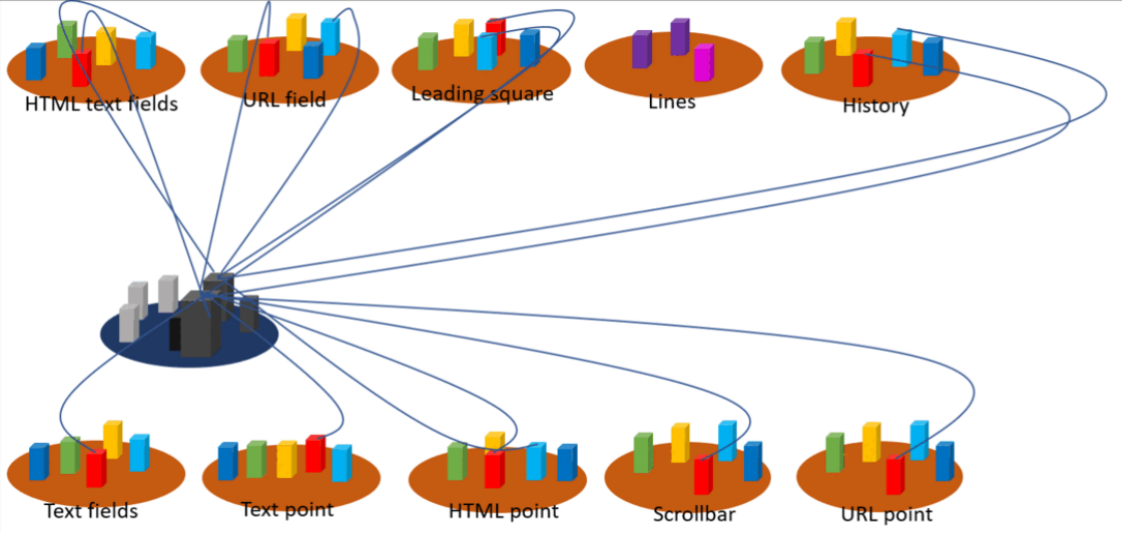 HTML text fields
URL field
Leading square
Lines
History
Text fields
Text point
HTML point
Scrollbar
URL point